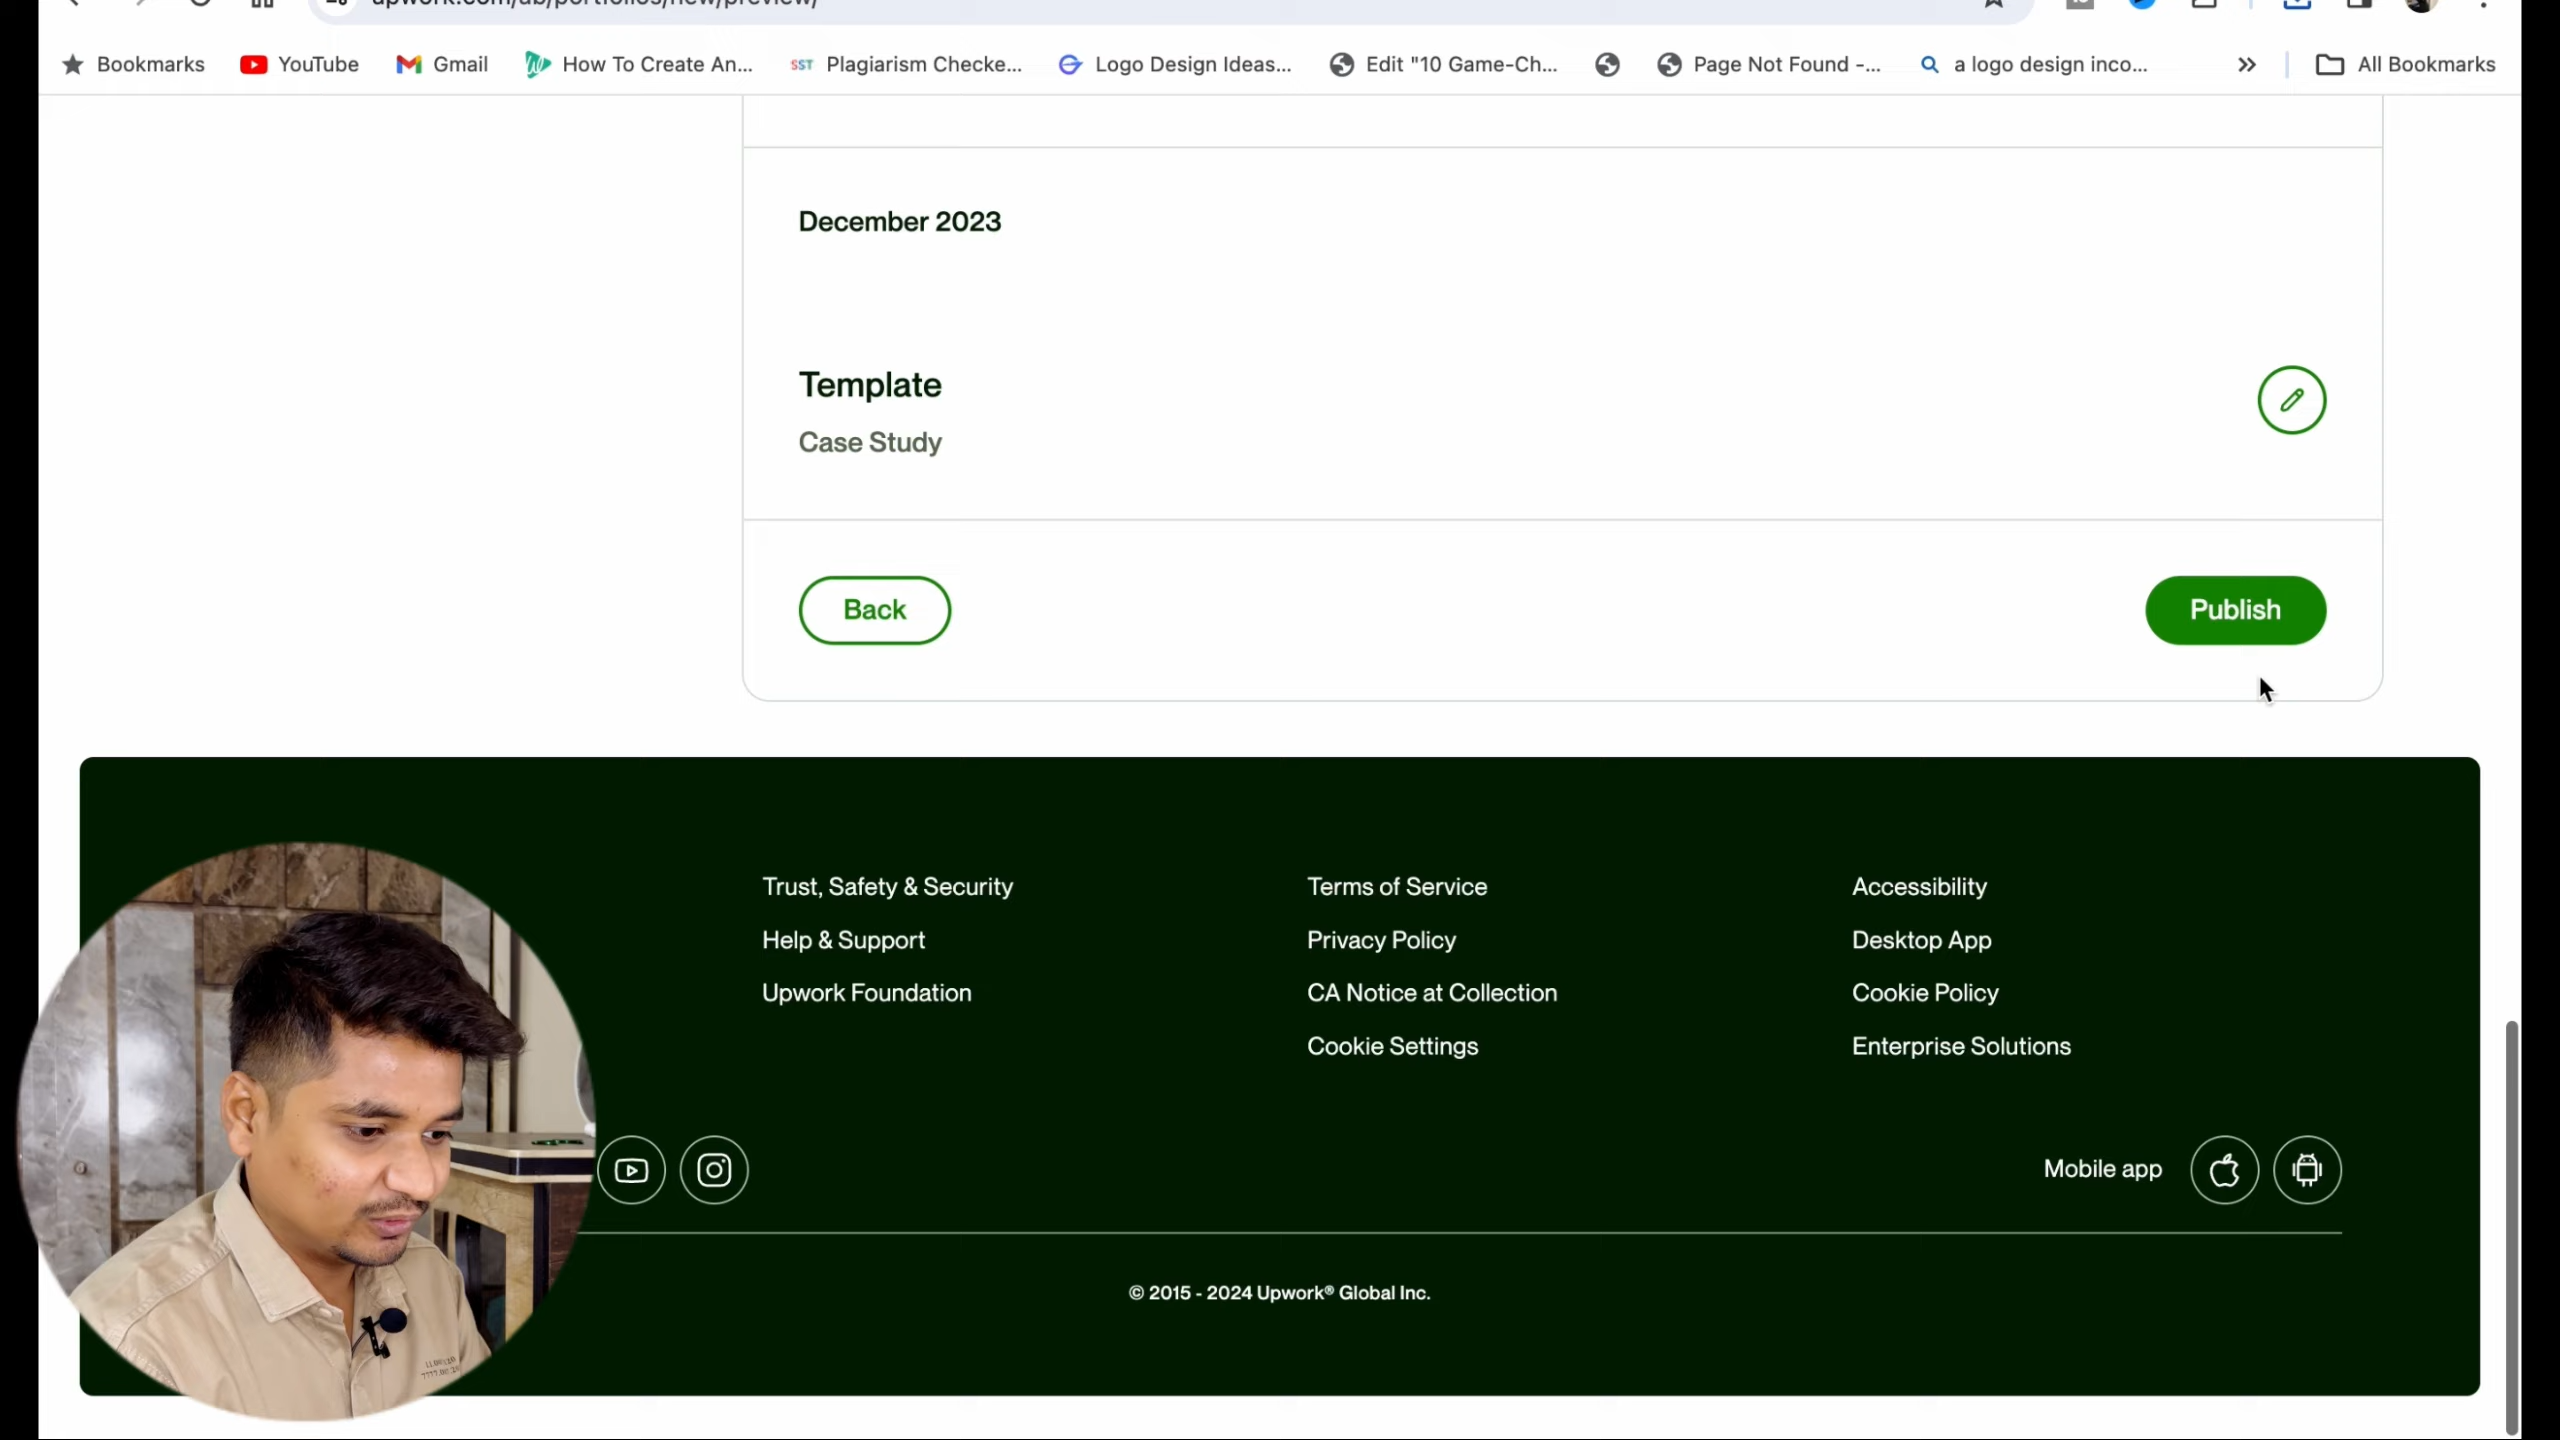 Bookmarks YouTube Gmail How To Create An... SST Plagiarism Checke... Logo Design Ideas... Edit "10 Game-Ch... Page Not Found -... a logo design inco... All Bookmarks
December 2023
Template
Case Study
Back Publish
Trust, Safety & Security Terms of Service Accessibility
Help & Support Privacy Policy Desktop App
Upwork Foundation CA Notice at Collection Cookie Policy
Cookie Settings Enterprise Solutions
Mobile app
© 2015 - 2024 Upwork® Global Inc.